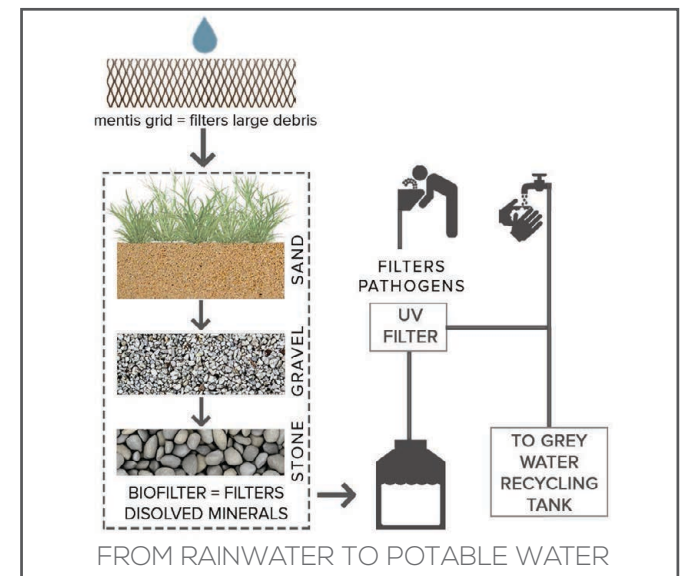 mentis grid = filters large debris
SAND
GRAVEL
STONE
BIOFILTER = FILTERS
DISOLVED MINERALS
FILTERS
PATHOGENS
UV
FILTER
TO GREY
WATER
RECYCLING
TANK
FROM RAINWATER TO POTABLE WATER